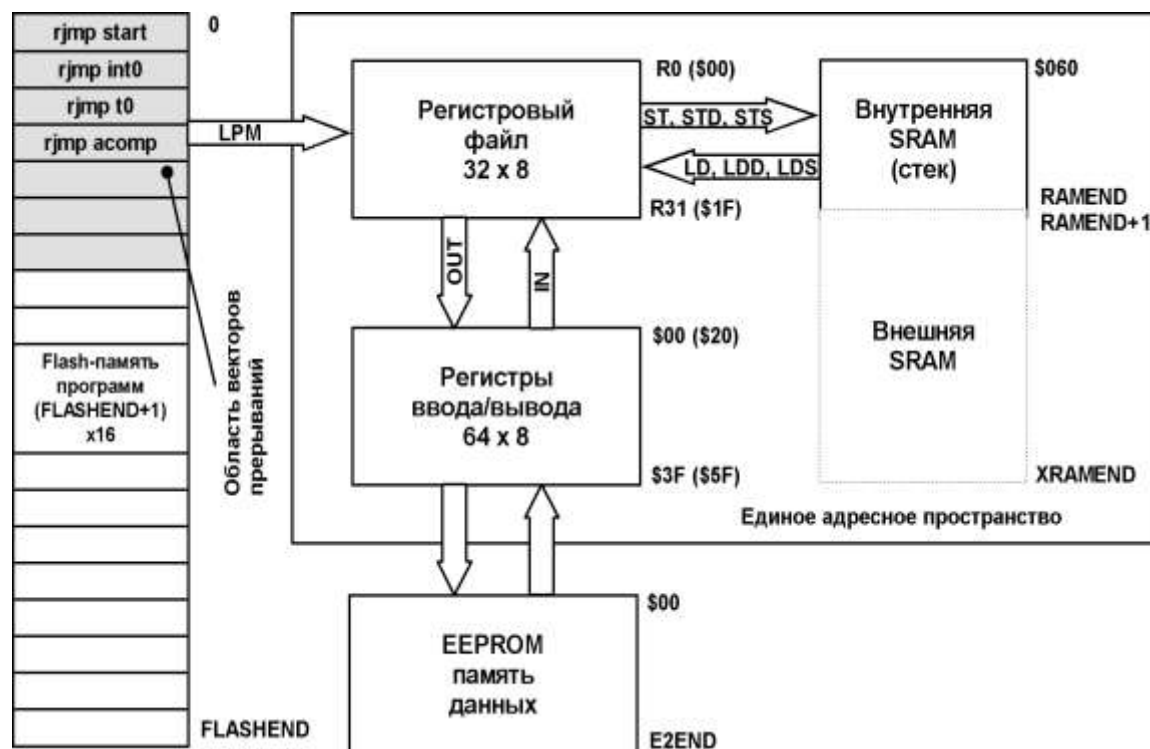 rjmp start
rjmp int0
rjmp t0
rjmp acomp
0
LPM
Flash-память
программ
(FLASHEND+1)
x16
Область векторов
прерываний
FLASHEND
Регистровый
файл
32 x 8
R0 ($00)
R31 ($1F)
ST, STD, STS
LD, LDD, LDS
Внутренняя
SRAM
(стек)
$060
RAMEND
RAMEND+1
OUT
IN
Регистры
ввода/вывода
64 x 8
$00 ($20)
$3F ($5F)
Внешняя
SRAM
XRAMEND
Единое адресное пространство
EEPROM
память
данных
$00
E2END